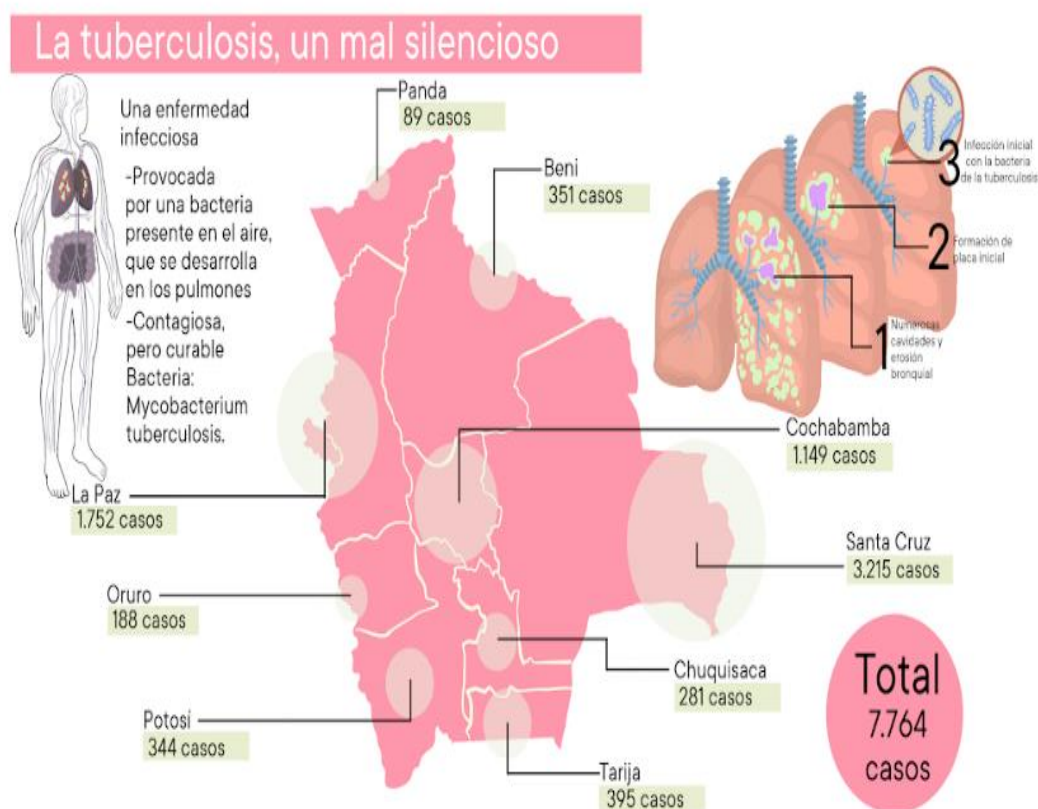 La tuberculosis, un mal silencioso
Una enfermedad
infecciosa
-Provocada
por una bacteria
presente en el aire,
que se desarrolla
en los pulmones
-Contagiosa,
pero curable
Bacteria:
Mycobacterium
tuberculosis.
Panda
89 casos
Beni
351 casos
3
Infección inicial
con la bacteria
de la tuberculosis
2
Formación de
placa inicial
1
Numerosas
cavidades y
erosión
bronquial
Cochabamba
1.149 casos
La Paz
1.752 casos
Santa Cruz
3.215 casos
Oruro
188 casos
Chuquisaca
281 casos
Potosi
344 casos
Tarija
395 casos
Total
7.764
casos